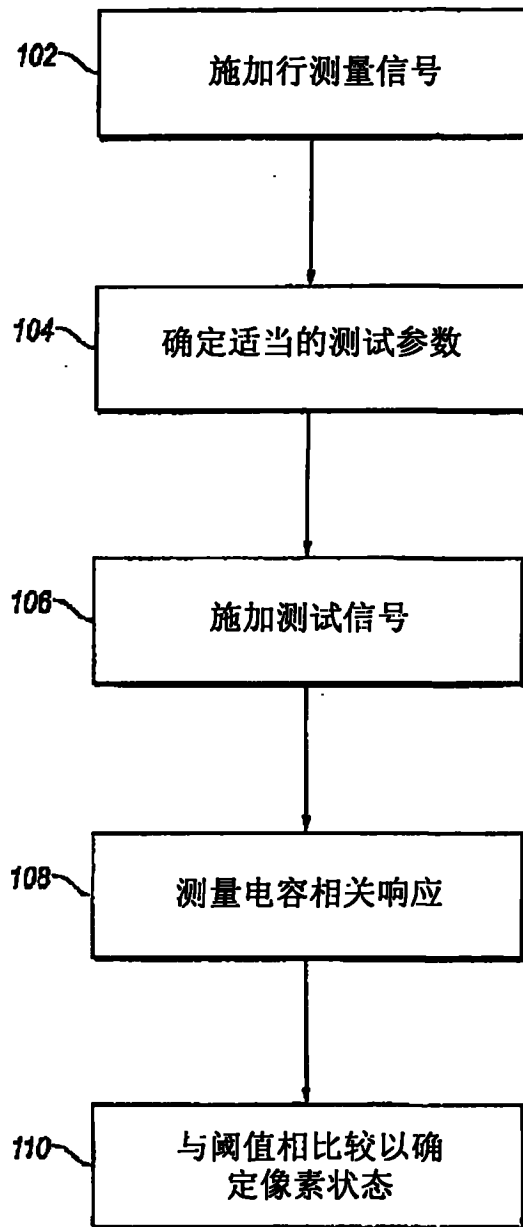 102
施加行测量信号
104
确定适当的测试参数
106
施加测试信号
108
测量电容相关响应
110
与阈值相比较以确
定像素状态